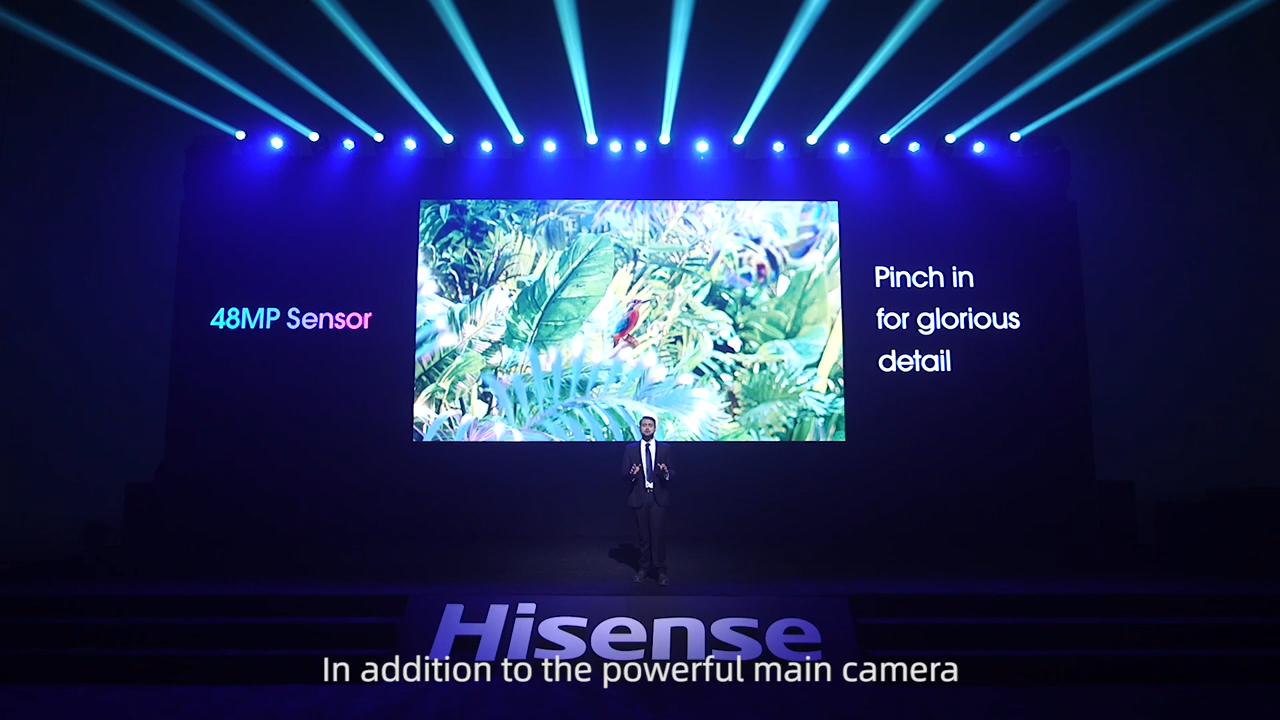 48MP Sensor
Pinch in
for glorious
detail
Hisense
In addition to the powerful main camera